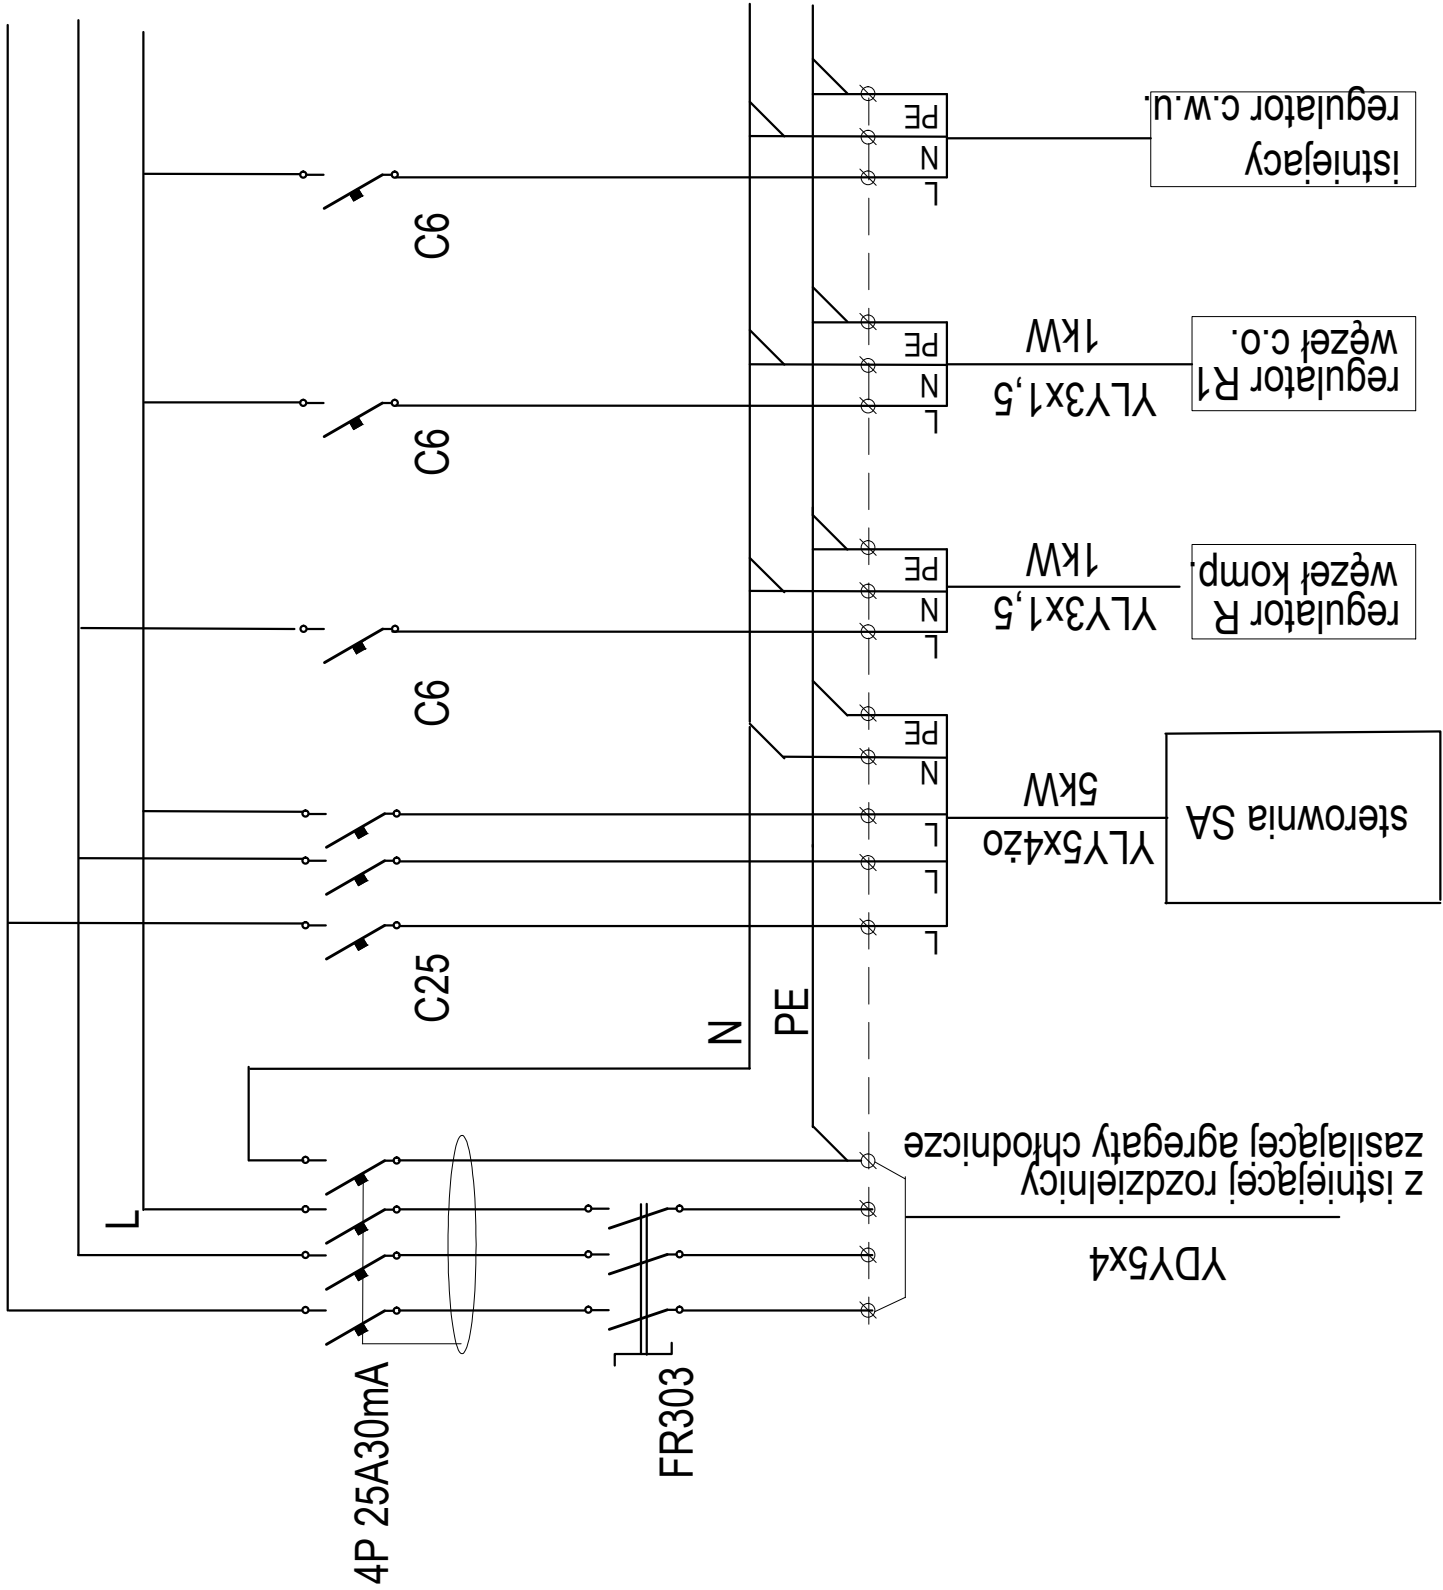 istniejacy
regulator c.w.u.
PE
N
L
C6
regulator R1
węzeł c.o.
YLY3x1,5
1kW
PE
N
L
C6
regulator R
węzeł komp.
YLY3x1,5
1kW
PE
N
L
C6
sterownia SA
YLY5x4żo
5kW
PE
N
L
L
L
C25
N
PE
L
YDY5x4
z istniejącej rozdzielnicy
zasilającej agregaty chłodnicze
4P 25A30mA
FR303